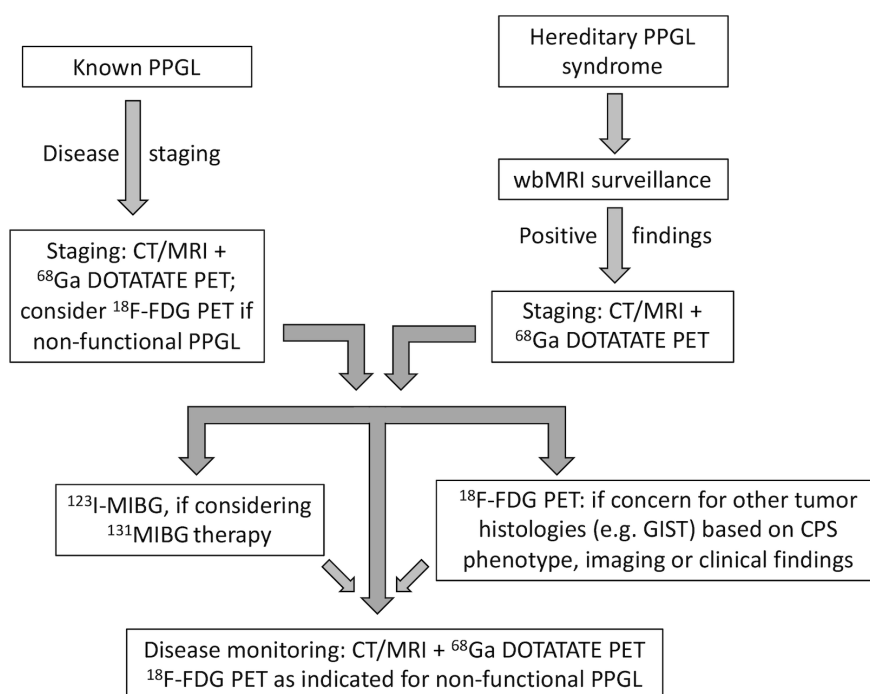 Known PPGL
Hereditary PPGL
syndrome
Disease staging
wbMRI surveillance
Positive findings
Staging: CT/MRI +
⁶⁸Ga DOTATATE PET;
consider ¹⁸F-FDG PET if
non-functional PPGL
Staging: CT/MRI +
⁶⁸Ga DOTATATE PET
¹²³I-MIBG, if considering
¹³¹MIBG therapy
¹⁸F-FDG PET: if concern for other tumor
histologies (e.g. GIST) based on CPS
phenotype, imaging or clinical findings
Disease monitoring: CT/MRI + ⁶⁸Ga DOTATATE PET
¹⁸F-FDG PET as indicated for non-functional PPGL